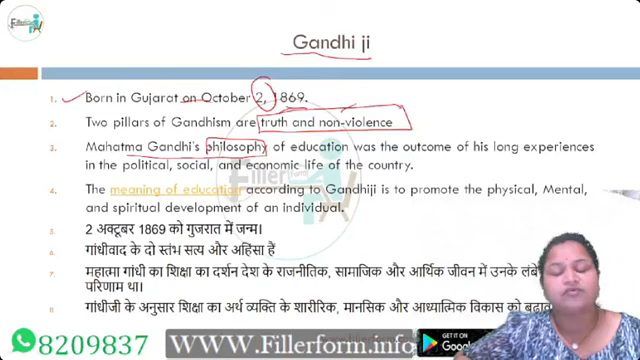 Fillerform
Gandhi ji
1. Born in Gujarat on October 2, 1869.
2. Two pillars of Gandhism are truth and non-violence
3. Mahatma Gandhi's philosophy of education was the outcome of his long experiences
in the political, social, and economic life of the country.
4. The meaning of education according to Gandhiji is to promote the physical, Mental,
and spiritual development of an individual.
5. 2 अक्टूबर 1869 को गुजरात में जन्म।
6. गांधीवाद के दो स्तंभ सत्य और अहिंसा हैं
7. महात्मा गांधी का शिक्षा का दर्शन देश के राजनीतिक, सामाजिक और आर्थिक जीवन में उनके लंबे
परिणाम था।
8. गांधीजी के अनुसार शिक्षा का अर्थ व्यक्ति के शारीरिक, मानसिक और आध्यात्मिक विकास को
8209837 www.Fillerform.info GET IT ON